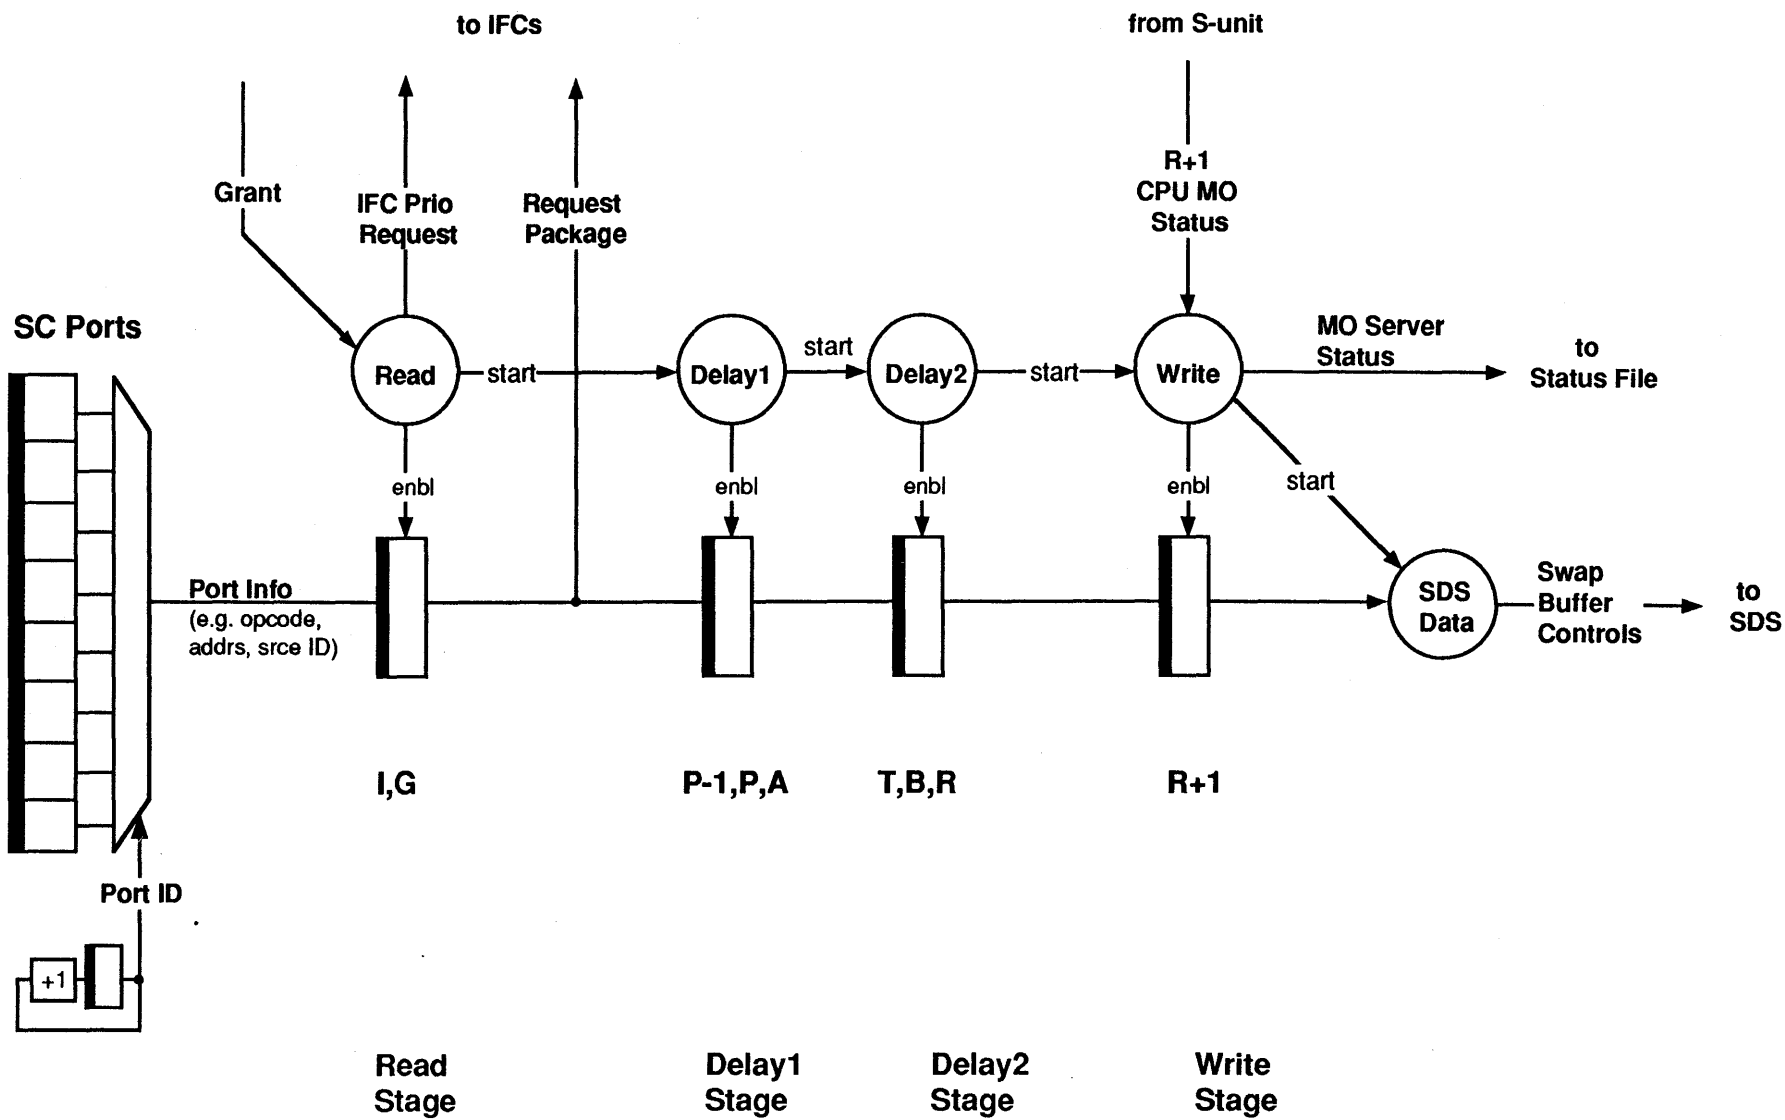 to IFCs
from S-unit
Grant
IFC Prio
Request
Request
Package
R+1
CPU MO
Status
SC Ports
Read
start
Delay1
start
Delay2
start
Write
MO Server
Status
to
Status File
enbl
enbl
enbl
enbl
start
Port Info
(e.g. opcode,
addrs, srce ID)
SDS
Data
Swap
Buffer
Controls
to
SDS
I,G
P-1,P,A
T,B,R
R+1
Port ID
+1
Read
Stage
Delay1
Stage
Delay2
Stage
Write
Stage